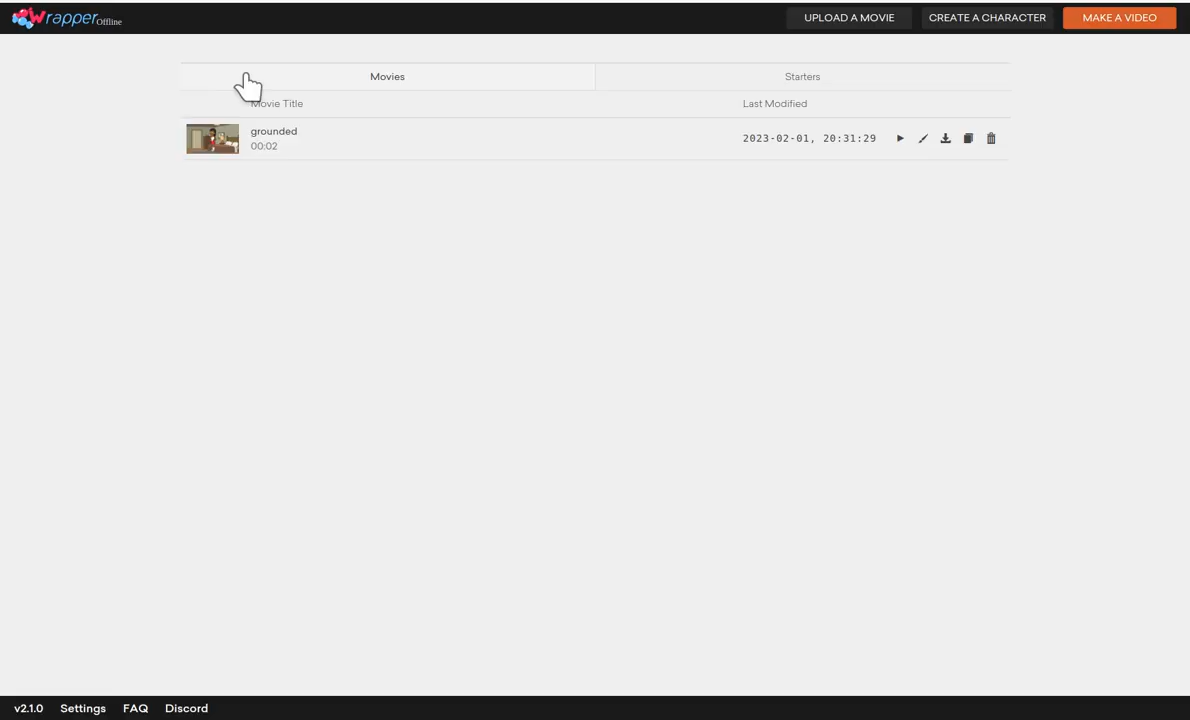 Wrapper Offline
UPLOAD A MOVIE CREATE A CHARACTER MAKE A VIDEO
Movies Starters
Movie Title Last Modified
grounded
00:02
2023-02-01, 20:31:29
v2.1.0 Settings FAQ Discord